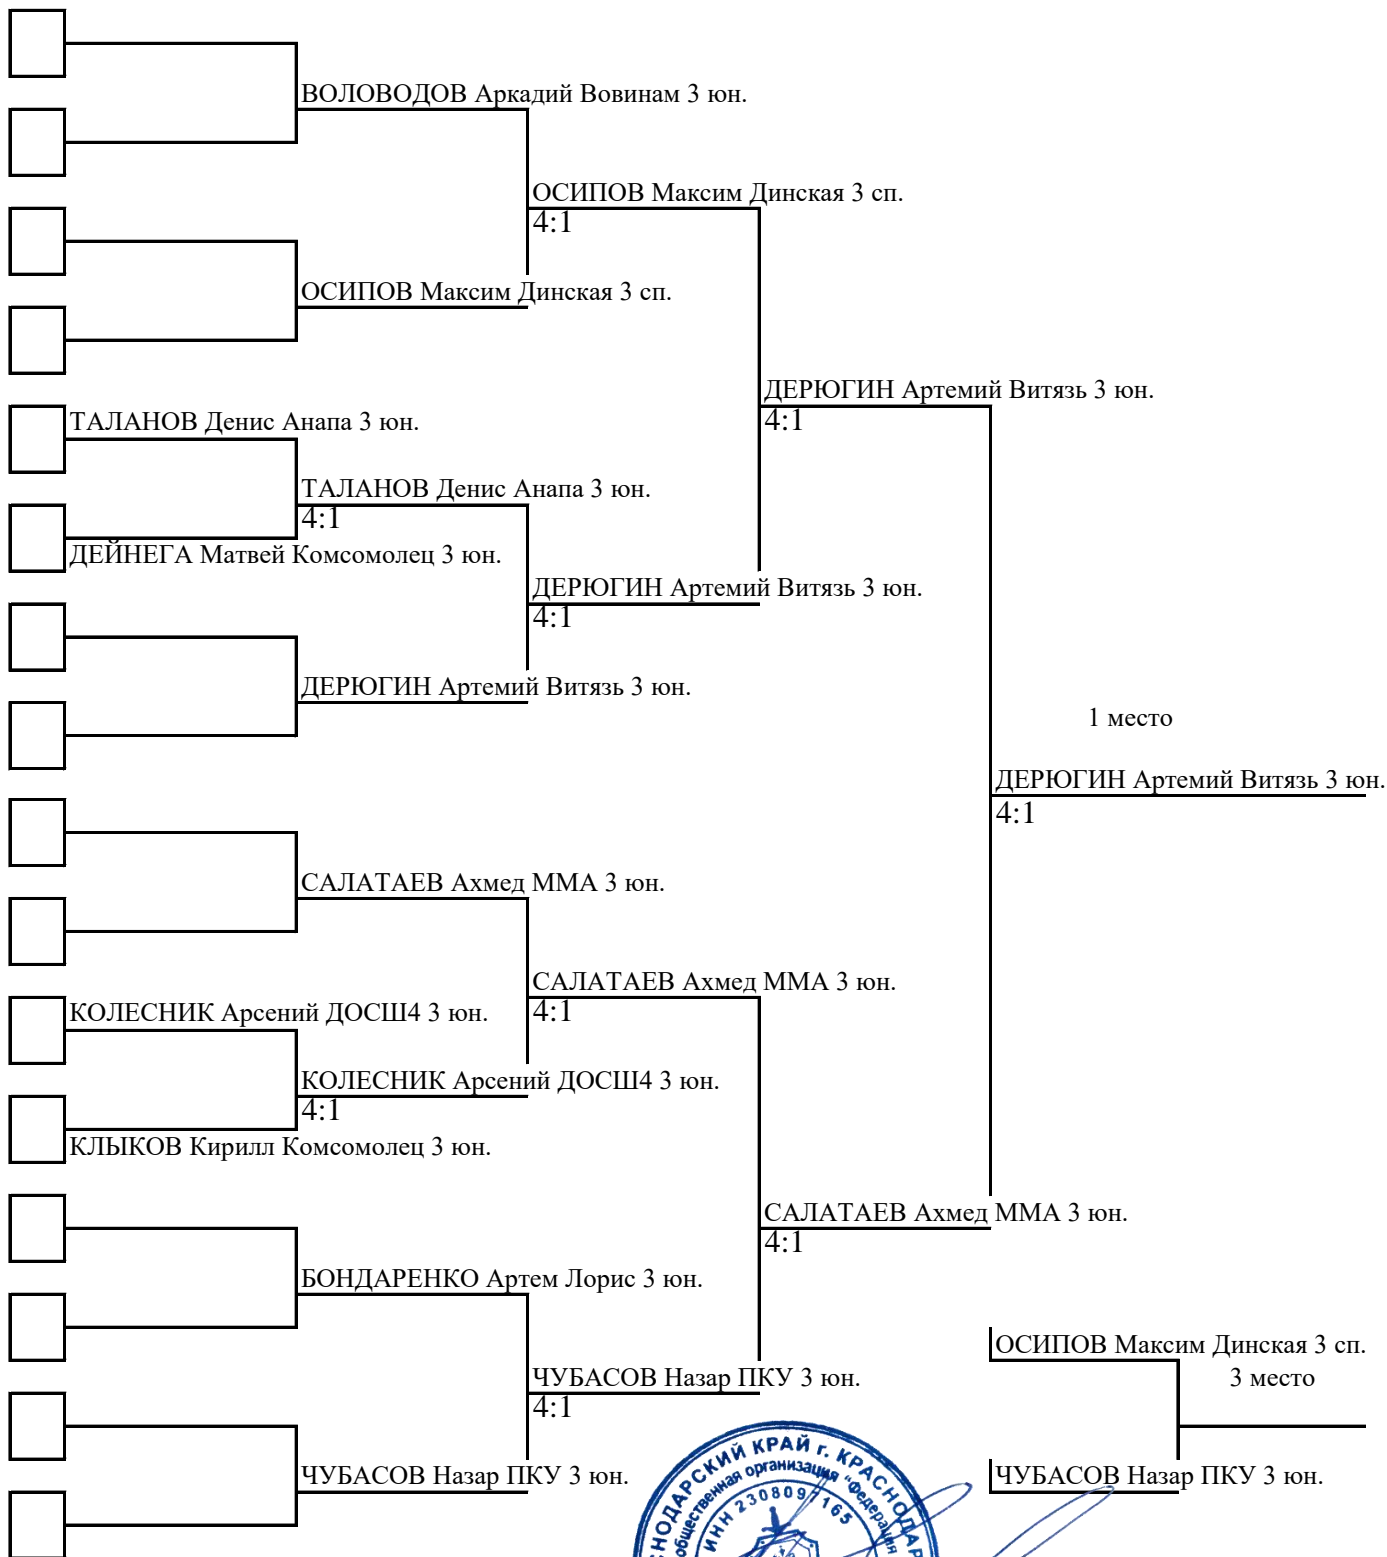 ВОЛОВОДОВ Аркадий Вовинам 3 юн.
ОСИПОВ Максим Динская 3 сп.
4:1
ОСИПОВ Максим Динская 3 сп.
ДЕРЮГИН Артемий Витязь 3 юн.
4:1
ТАЛАНОВ Денис Анапа 3 юн.
ТАЛАНОВ Денис Анапа 3 юн.
4:1
ДЕЙНЕГА Матвей Комсомолец 3 юн.
ДЕРЮГИН Артемий Витязь 3 юн.
4:1
ДЕРЮГИН Артемий Витязь 3 юн.
1 место
ДЕРЮГИН Артемий Витязь 3 юн.
4:1
САЛАТАЕВ Ахмед ММА 3 юн.
САЛАТАЕВ Ахмед ММА 3 юн.
4:1
КОЛЕСНИК Арсений ДОСШ4 3 юн.
КОЛЕСНИК Арсений ДОСШ4 3 юн.
4:1
КЛЫКОВ Кирилл Комсомолец 3 юн.
САЛАТАЕВ Ахмед ММА 3 юн.
4:1
БОНДАРЕНКО Артем Лорис 3 юн.
ОСИПОВ Максим Динская 3 сп.
3 место
ЧУБАСОВ Назар ПКУ 3 юн.
4:1
ЧУБАСОВ Назар ПКУ 3 юн.
ЧУБАСОВ Назар ПКУ 3 юн.
СНОДАРСКИЙ КРАЙ г. КРАСНОДАР
общественная организация "Федерация
ИНН 2308097165